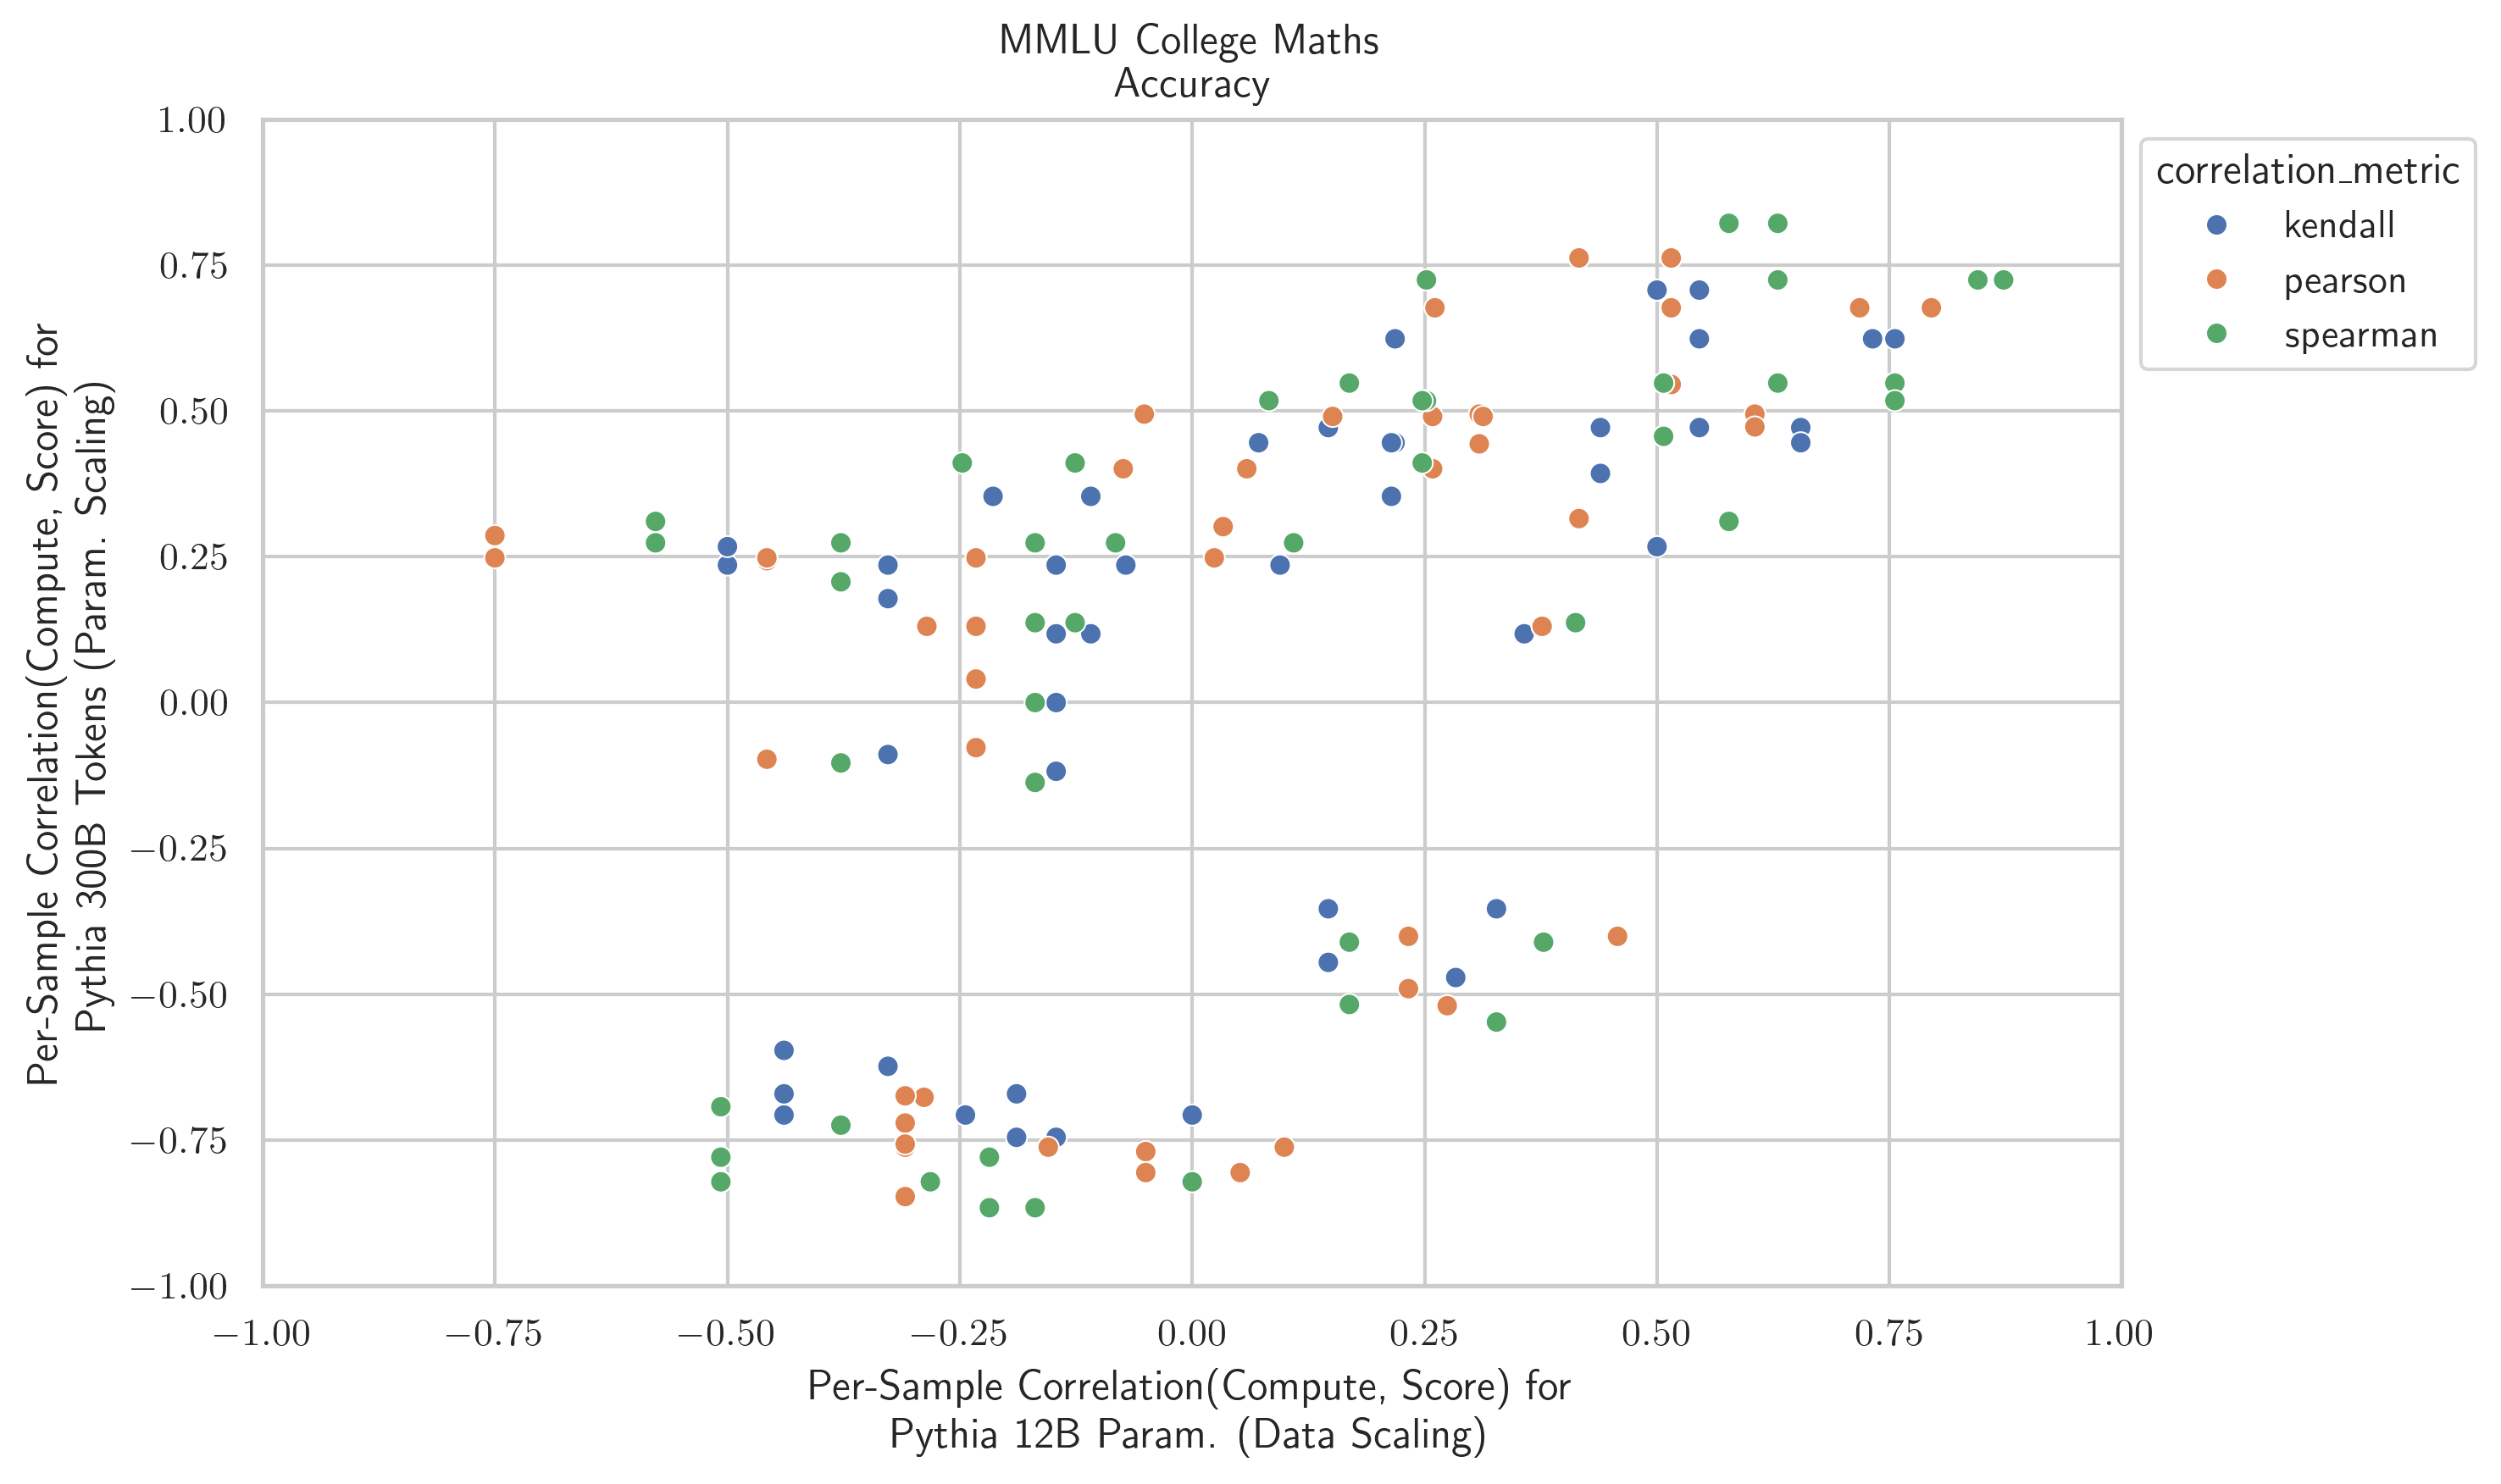 MMLU College Maths
Accuracy
Per-Sample Correlation(Compute, Score) for
Pythia 300B Tokens (Param. Scaling)
1.00
0.75
0.50
0.25
0.00
−0.25
−0.50
−0.75
−1.00
correlation_metric
kendall
pearson
spearman
−1.00
−0.75
−0.50
−0.25
0.00
0.25
0.50
0.75
1.00
Per-Sample Correlation(Compute, Score) for
Pythia 12B Param. (Data Scaling)